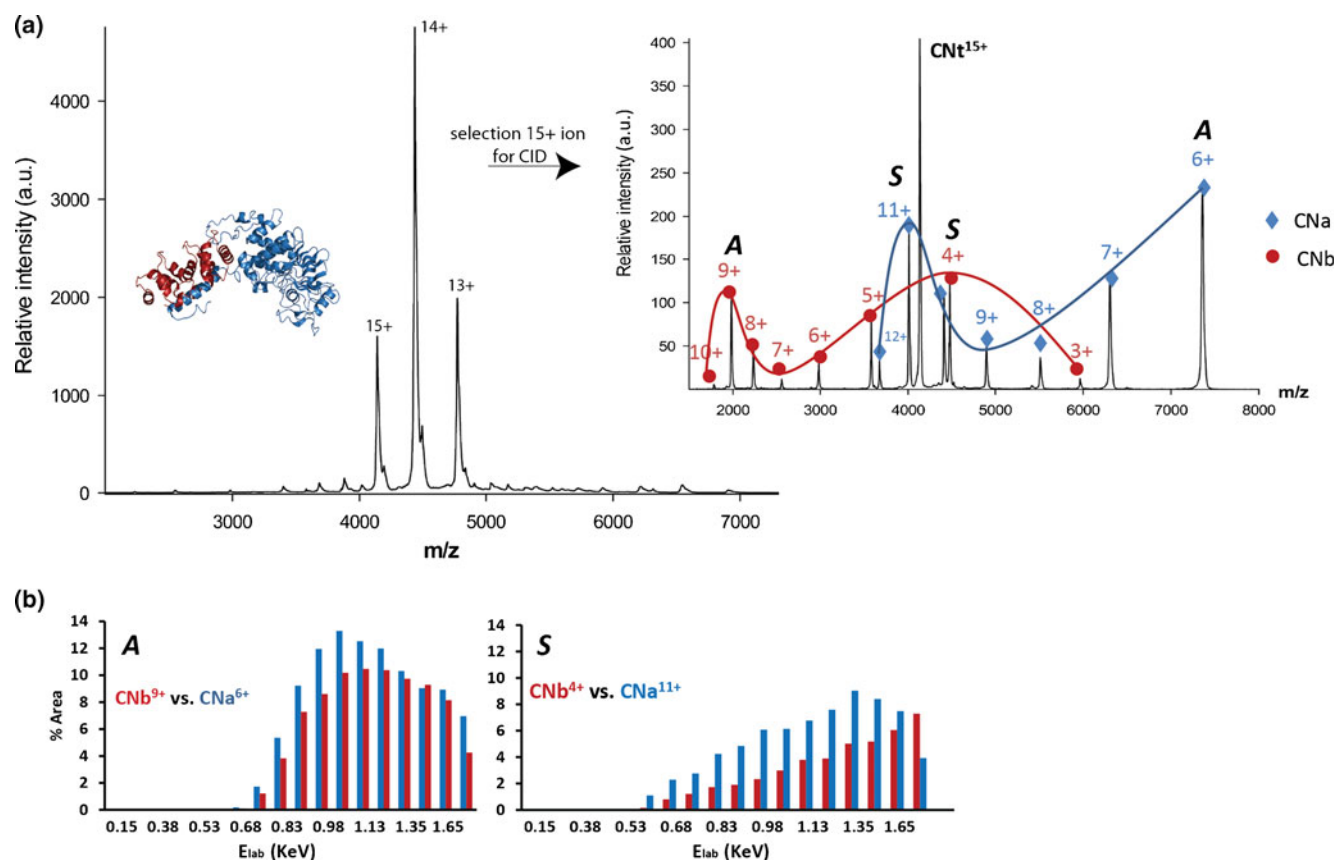 (a)
Relative intensity (a.u.)
4000
3000
2000
1000
0
15+
14+
13+
3000 4000 5000 6000 7000
m/z
selection 15+ ion
for CID
Relative intensity (a.u.)
400
350
300
250
200
150
100
50
CNt15+
A
9+
10+
8+
7+
6+
5+
S
4+
3+
S
11+
12+
9+
8+
7+
A
6+
2000 3000 4000 5000 6000 7000 8000
m/z
CNa
CNb
(b)
% Area
14
12
10
8
6
4
2
0
A
CNb9+ vs. CNa6+
0.15 0.38 0.53 0.68 0.83 0.98 1.13 1.35 1.65
Elab (KeV)
14
12
10
8
6
4
2
0
S
CNb4+ vs. CNa11+
0.15 0.38 0.53 0.68 0.83 0.98 1.13 1.35 1.65
Elab (KeV)